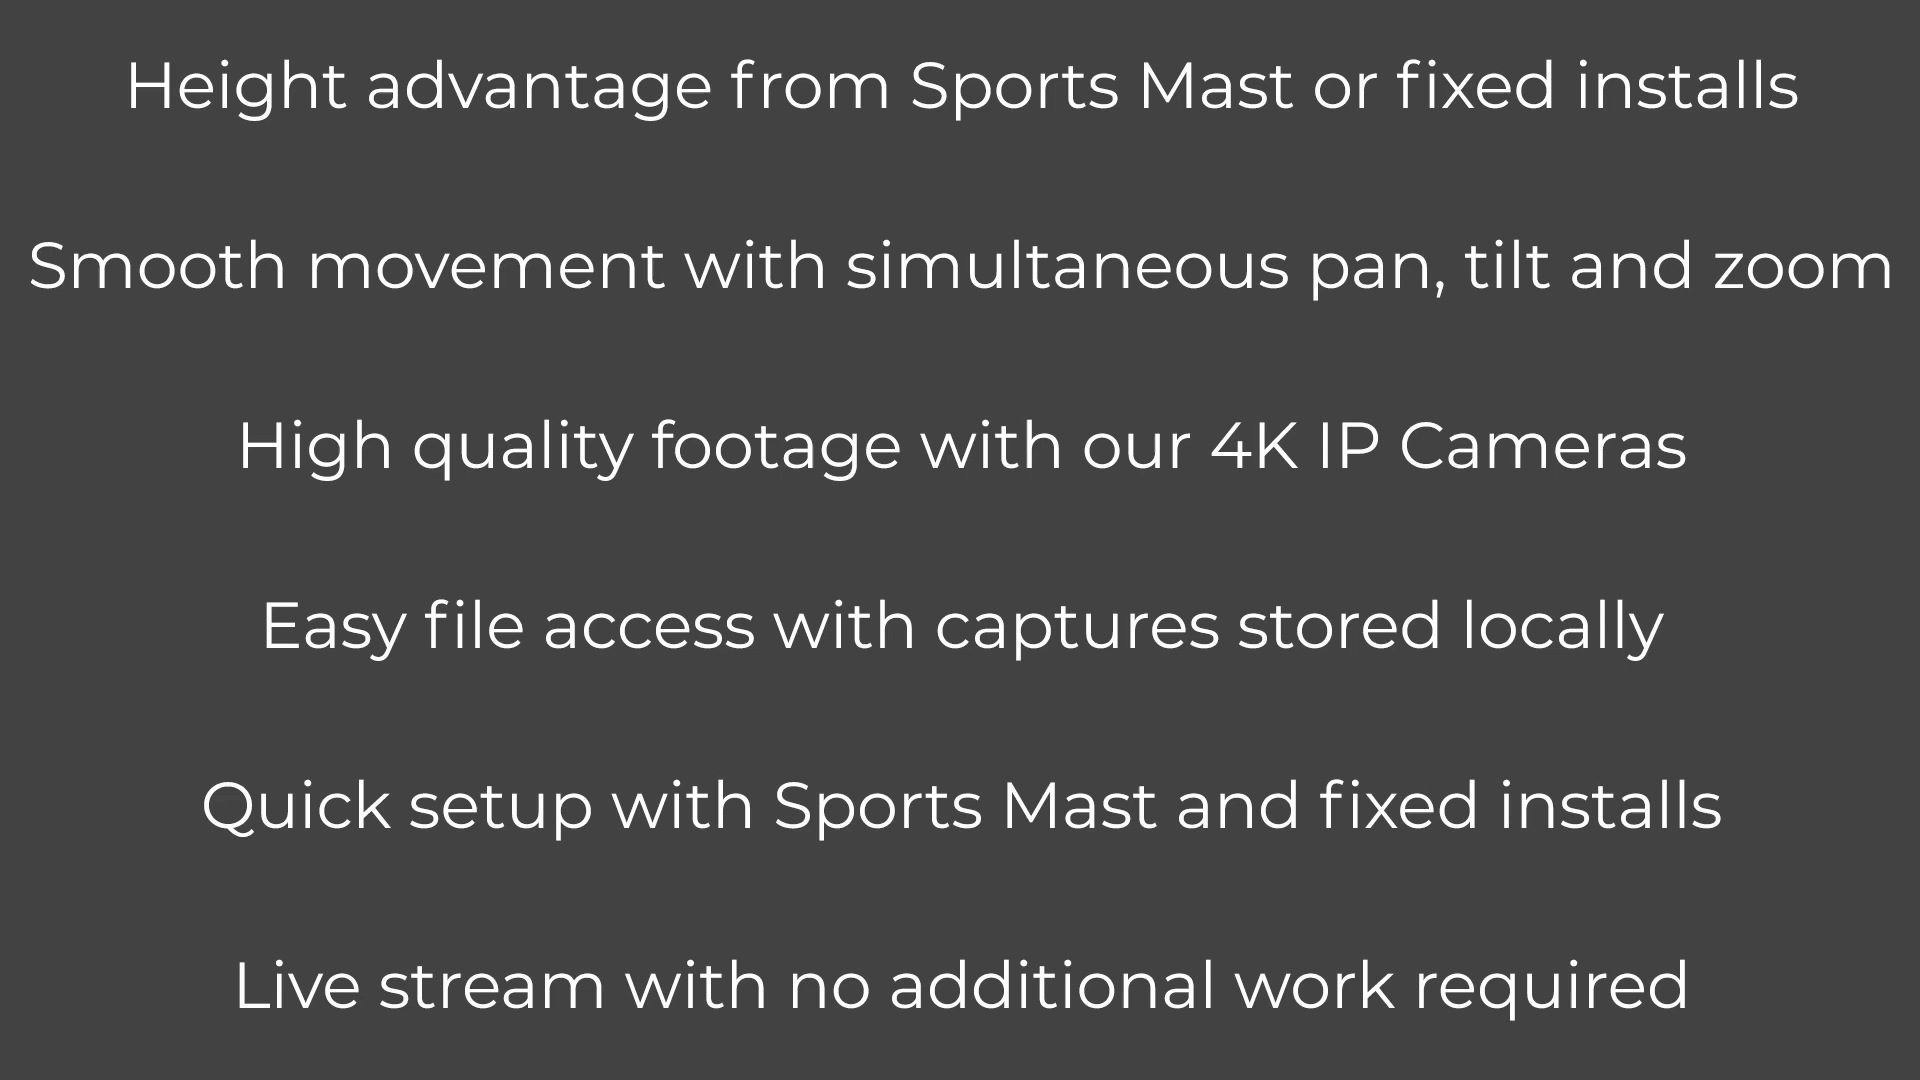 Height advantage from Sports Mast or fixed installs
Smooth movement with simultaneous pan, tilt and zoom
High quality footage with our 4K IP Cameras
Easy file access with captures stored locally
Quick setup with Sports Mast and fixed installs
Live stream with no additional work required